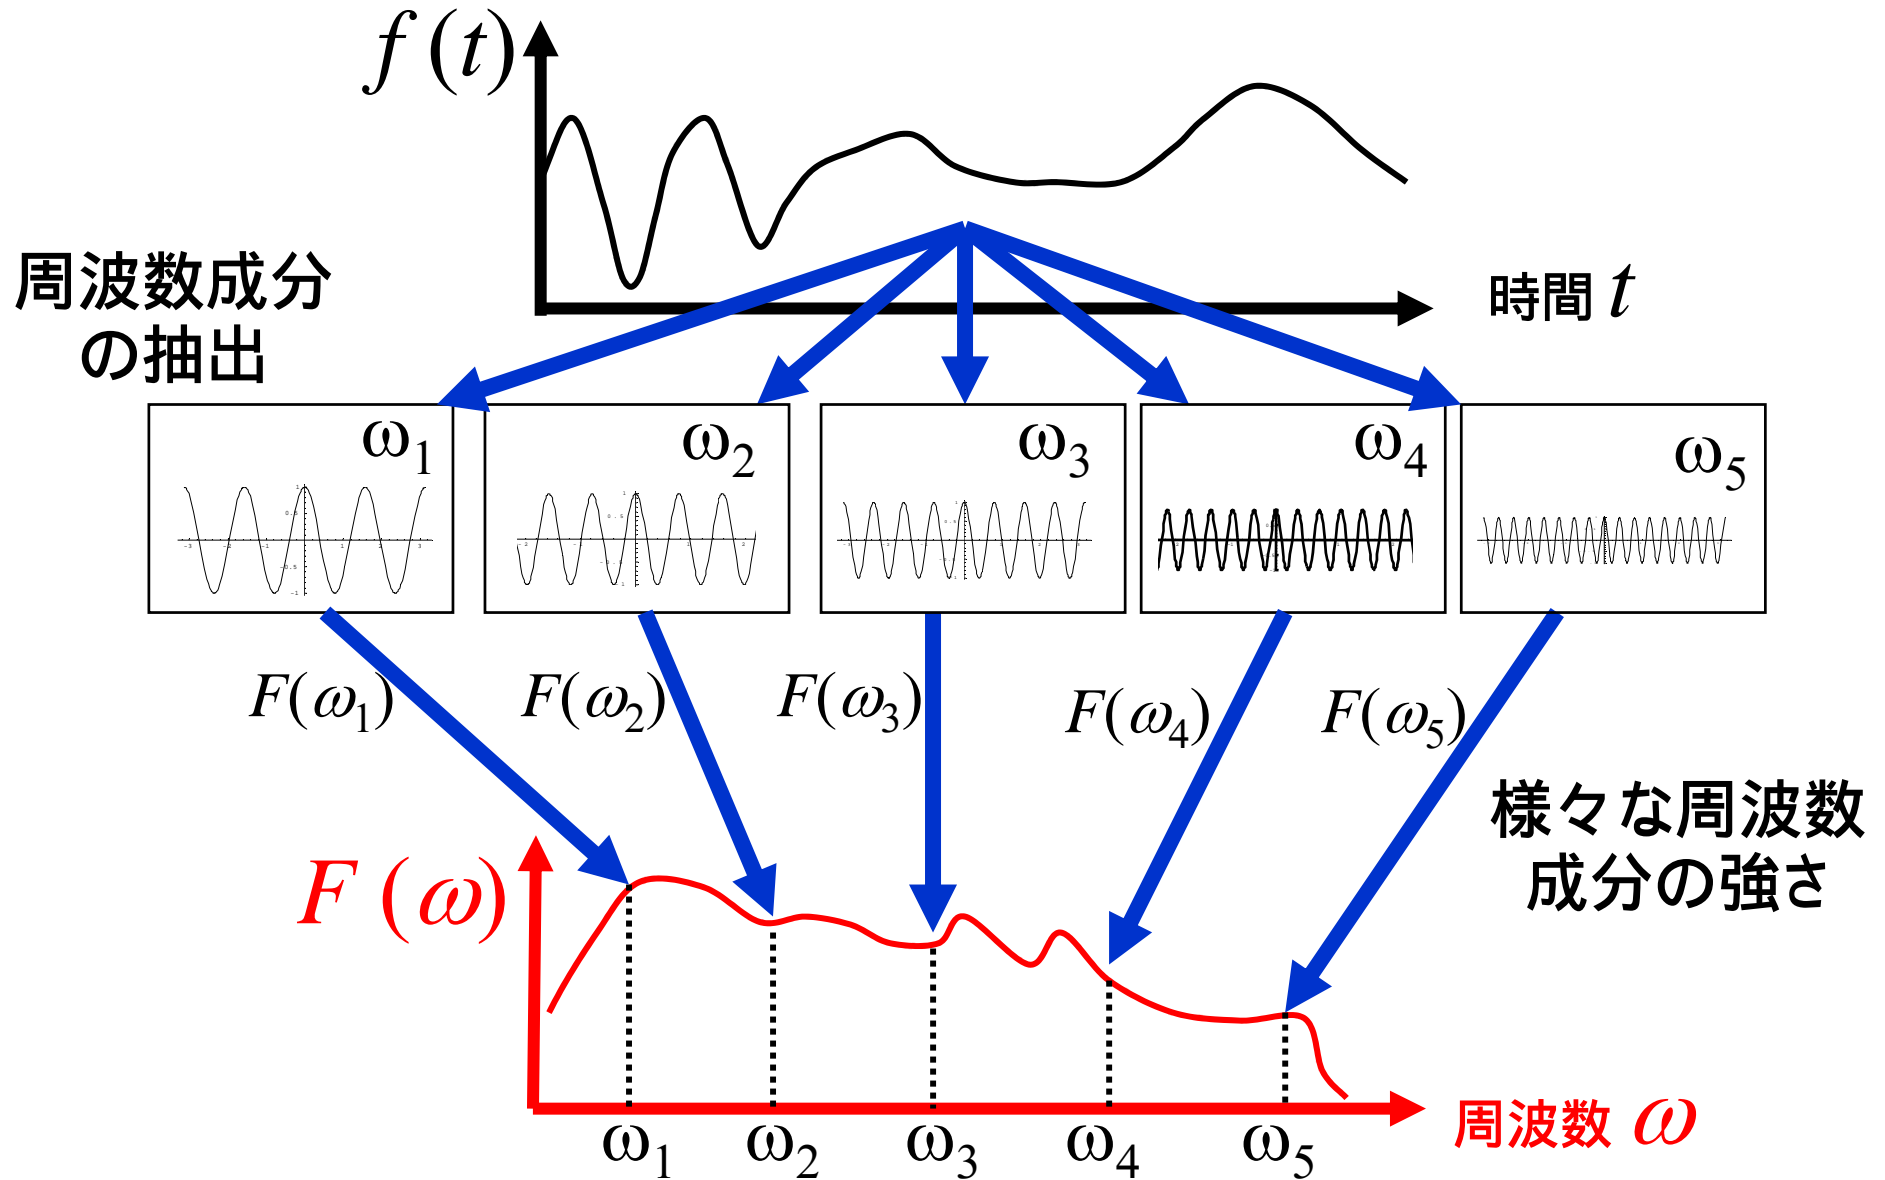 f (t)
周波数成分
の抽出
時間 t
ω1
ω2
ω3
ω4
ω5
F(ω1)
F(ω2)
F(ω3)
F(ω4)
F(ω5)
様々な周波数
成分の強さ
F (ω)
周波数 ω
ω1 ω2 ω3 ω4 ω5